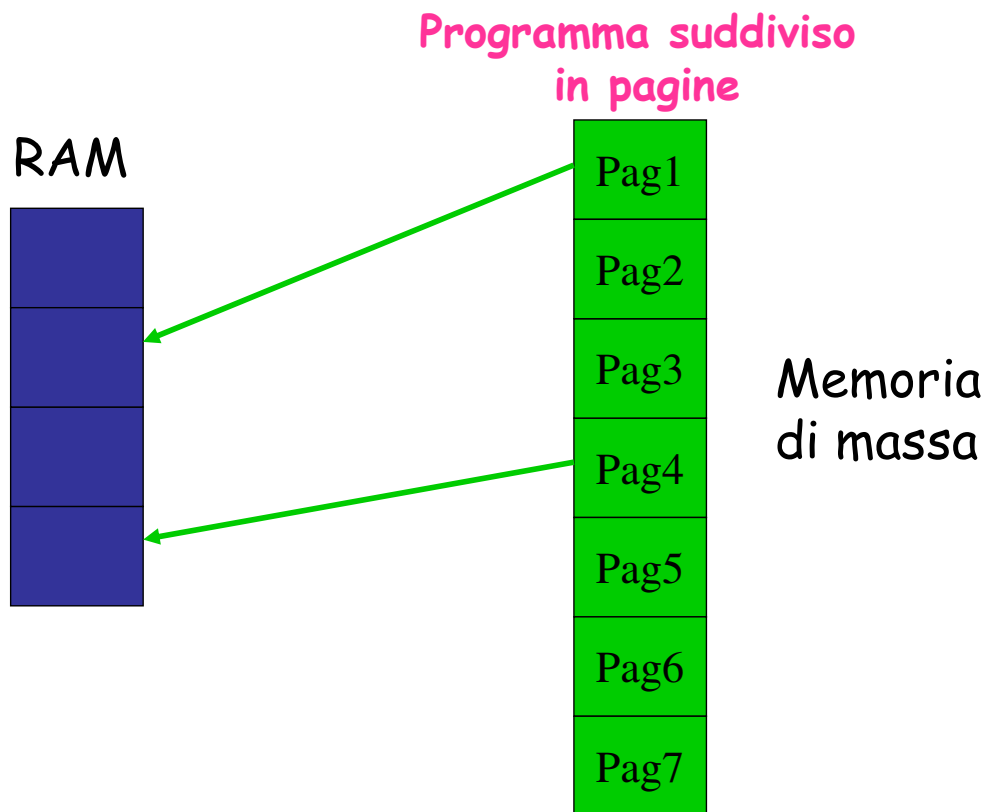 Programma suddiviso
in pagine
RAM
Pag1
Pag2
Pag3
Pag4
Pag5
Pag6
Pag7
Memoria
di massa